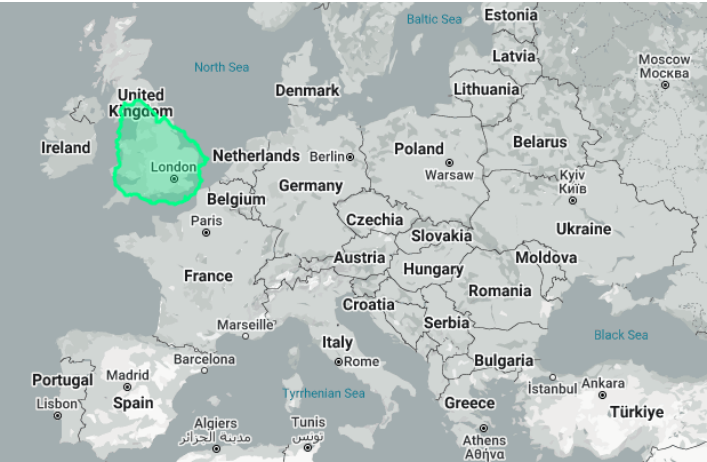 Baltic Sea
Estonia
Latvia
Moscow
Москва
North Sea
Denmark
Lithuania
United
Kingdom
Ireland
Netherlands
Berlin
Poland
Belarus
London
Warsaw
Kyiv
Київ
Germany
Belgium
Paris
Czechia
Slovakia
Ukraine
Austria
Moldova
France
Hungary
Romania
Croatia
Marseille
Serbia
Italy
Black Sea
Barcelona
Rome
Bulgaria
Portugal
Madrid
Tyrrhenian Sea
İstanbul
Ankara
Lisbon
Spain
Greece
Türkiye
Algiers
مدينة الجزائر
Tunis
تونس
Athens
Αθήνα